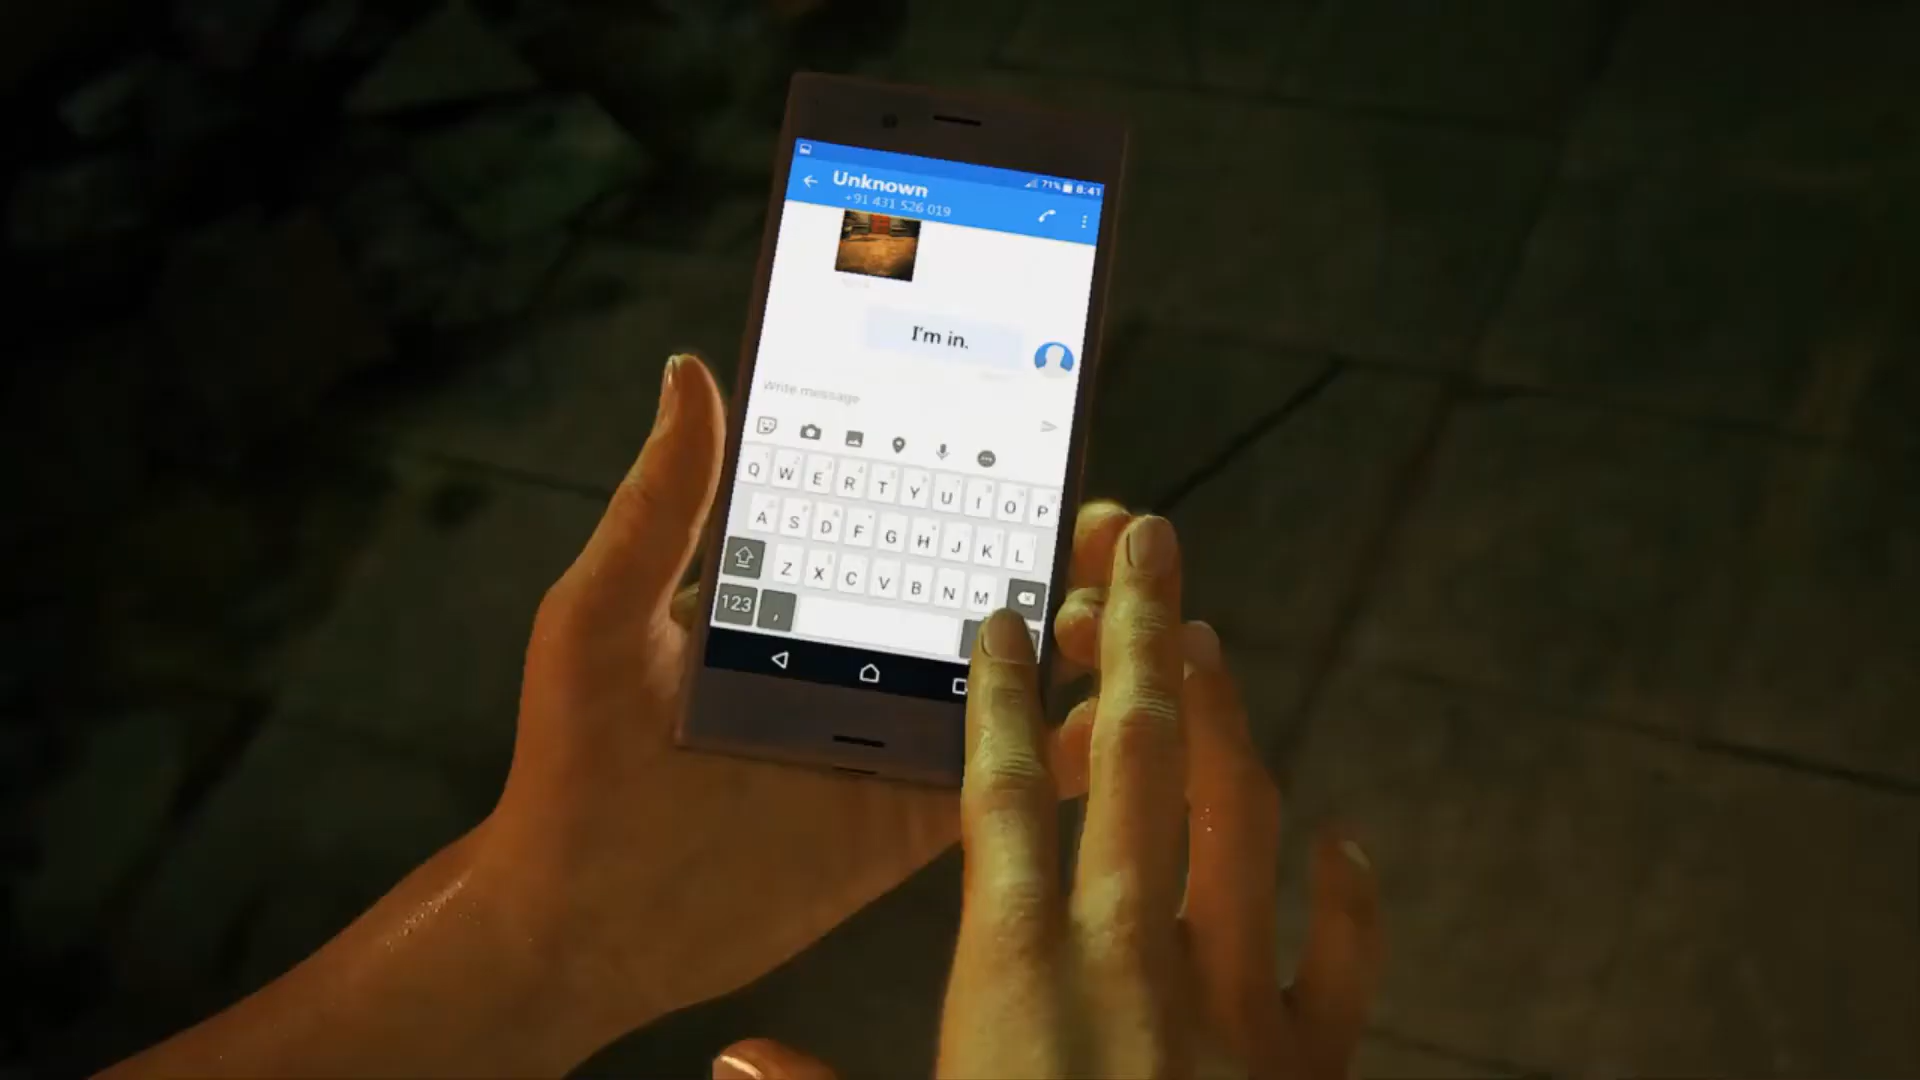 71% 8:41
Unknown
+91 431 526 019
I'm in.
Write message
Q W E R T Y U I O P
A S D F G H J K L
Z X C V B N M
123 ,